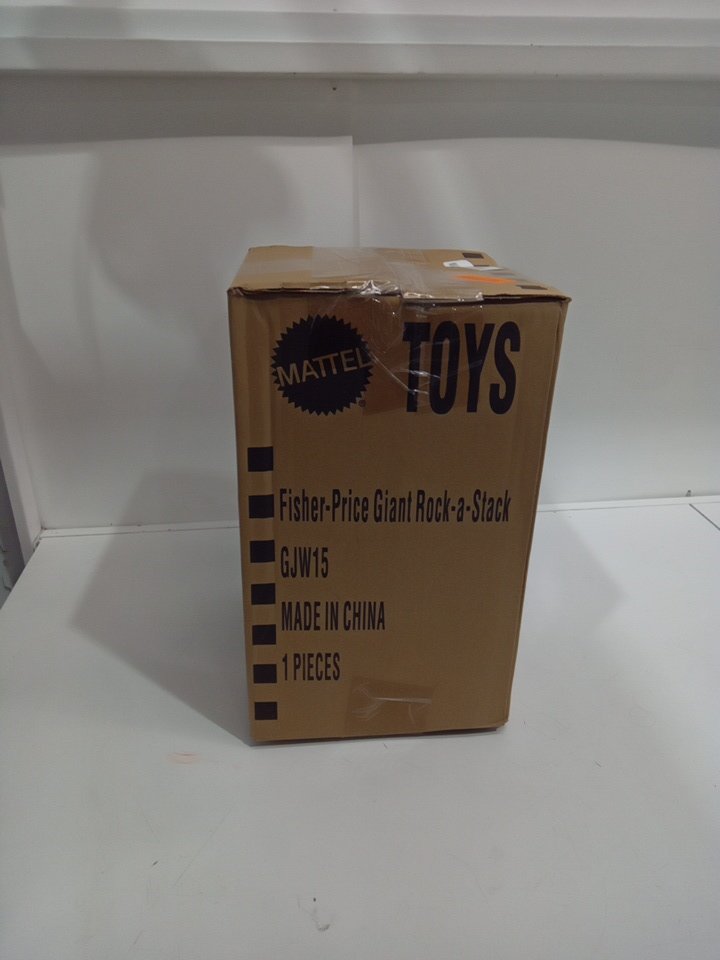 MATTEL
TOYS
Fisher-Price Giant Rock-a-Stack
GJW15
MADE IN CHINA
1 PIECES